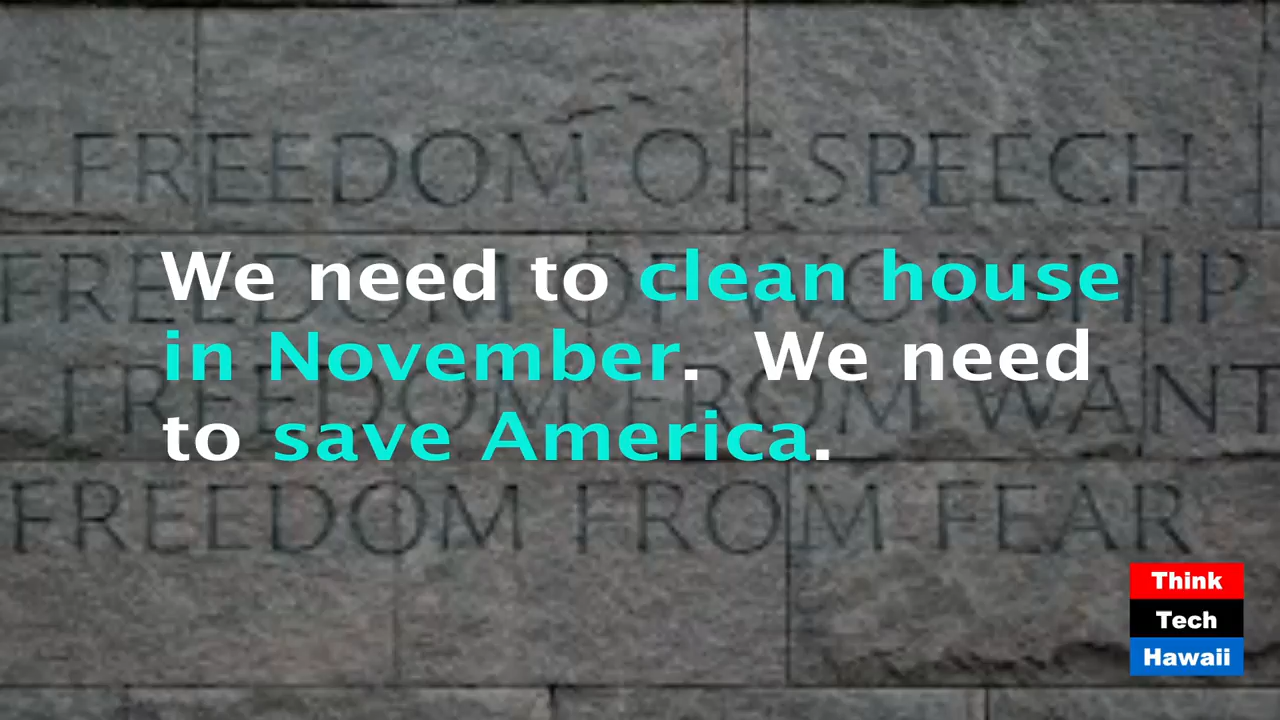 FREEDOM OF SPEECH
FREEDOM OF WORSHIP
We need to clean house
in November.  We need
FREEDOM FROM WANT
to save America.
FREEDOM FROM FEAR
Think
Tech
Hawaii